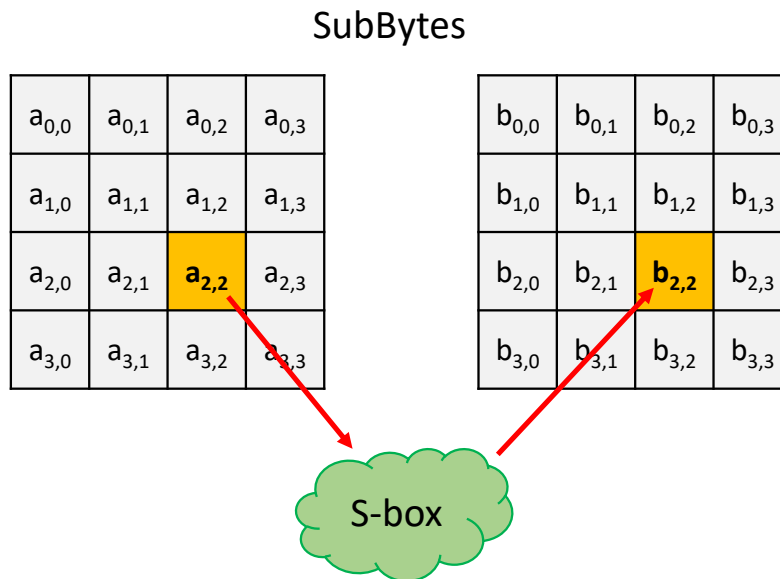 SubBytes
a0,0 a0,1 a0,2 a0,3 b0,0 b0,1 b0,2 b0,3
a1,0 a1,1 a1,2 a1,3 b1,0 b1,1 b1,2 b1,3
a2,0 a2,1 a2,2 a2,3 b2,0 b2,1 b2,2 b2,3
a3,0 a3,1 a3,2 a3,3 b3,0 b3,1 b3,2 b3,3
S-box